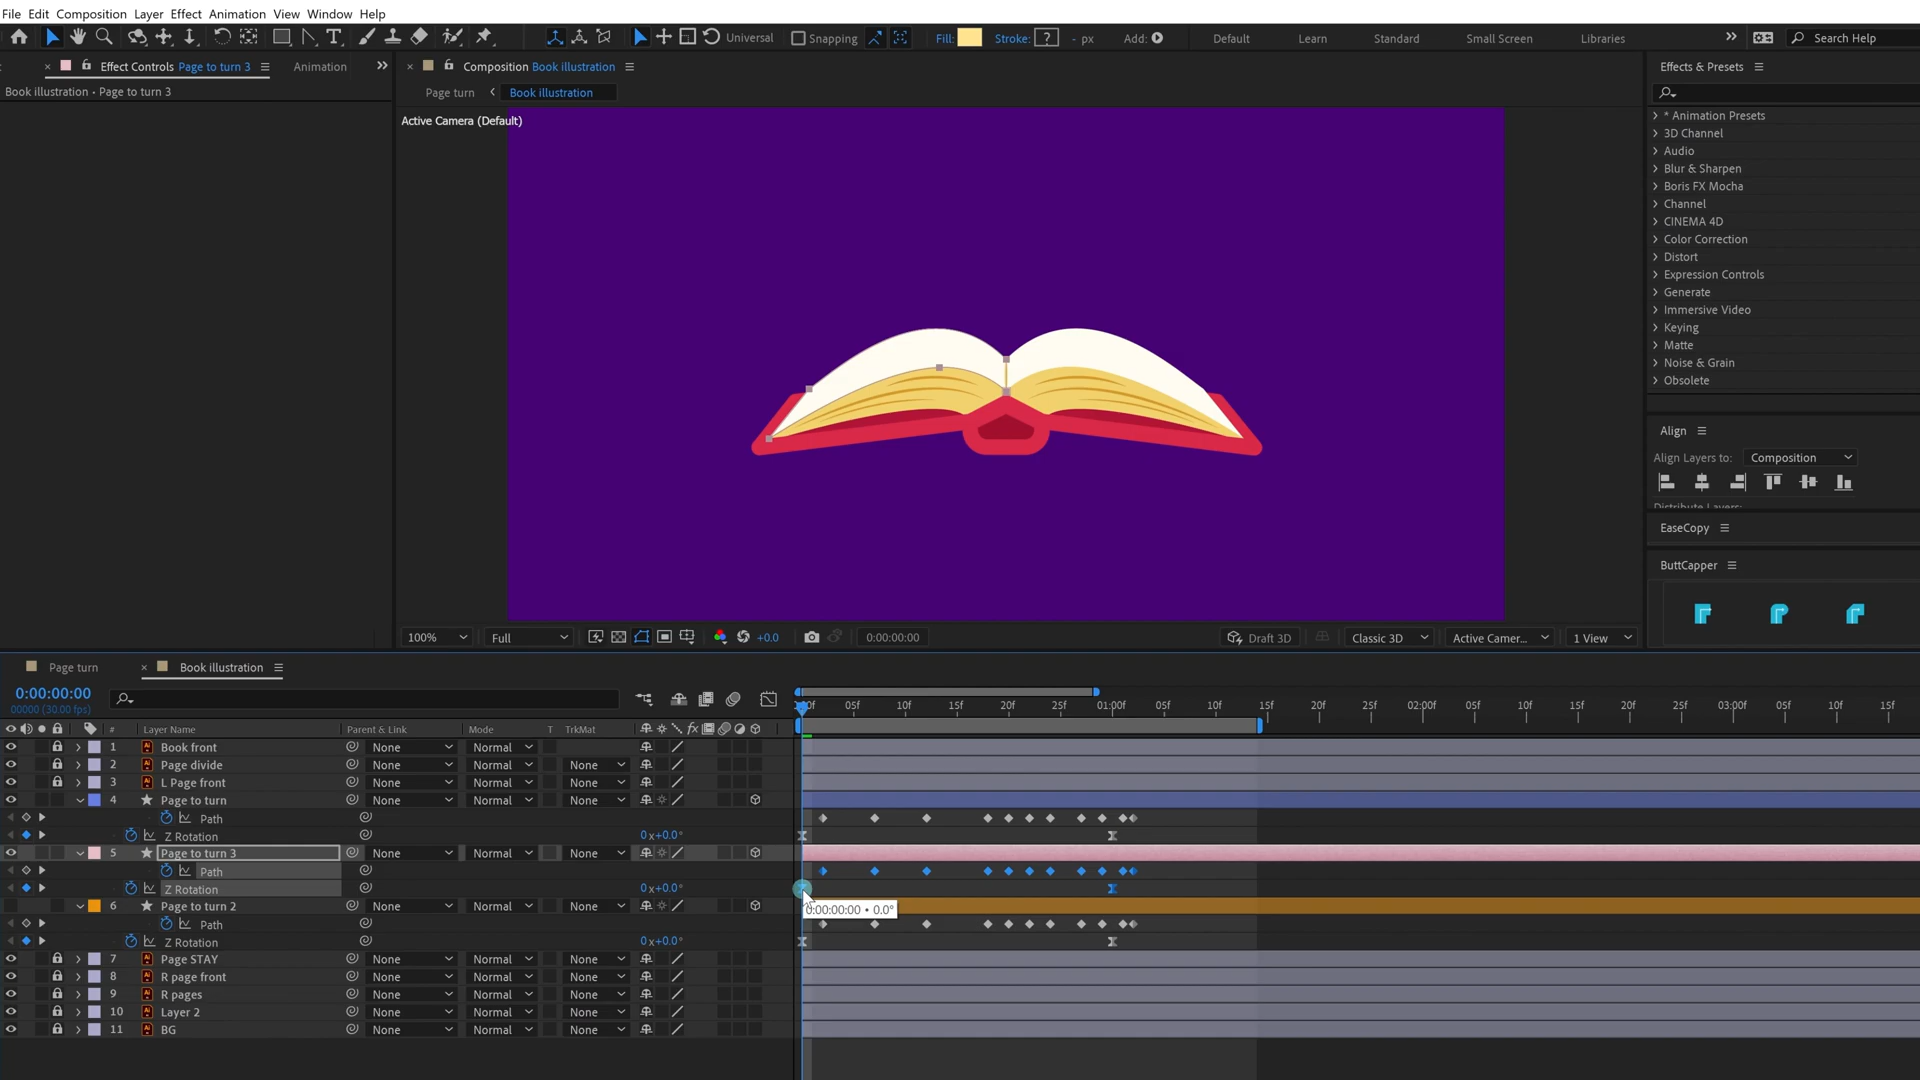 File Edit Composition Layer Effect Animation View Window Help
Universal Snapping Fill: Stroke: ? - px Add: Default Learn Standard Small Screen Libraries Search Help
Effect Controls Page to turn 3 Animation
Composition Book illustration
Effects & Presets
Book illustration • Page to turn 3
Page turn Book illustration
Active Camera (Default)
* Animation Presets
3D Channel
Audio
Blur & Sharpen
Boris FX Mocha
Channel
CINEMA 4D
Color Correction
Distort
Expression Controls
Generate
Immersive Video
Keying
Matte
Noise & Grain
Obsolete
Align
Align Layers to: Composition
Distribute Layers:
EaseCopy
ButtCapper
100% Full +0.0 0:00:00:00 Draft 3D Classic 3D Active Camer... 1 View
Page turn Book illustration
0:00:00:00
00000 (30.00 fps)
05f 10f 15f 20f 25f 01:00f 05f 10f 15f 20f 25f 02:00f 05f 10f 15f 20f 25f 03:00f 05f 10f 15f
# Layer Name Parent & Link Mode T TrkMat fx
1 Book front None Normal
2 Page divide None Normal None
3 L Page front None Normal None
4 Page to turn None Normal None
Path
Z Rotation 0 x+0.0°
5 Page to turn 3 None Normal None
Path
Z Rotation 0 x+0.0°
6 Page to turn 2 None Normal None
0:00:00:00 • 0.0°
Path
Z Rotation 0 x+0.0°
7 Page STAY None Normal None
8 R page front None Normal None
9 R pages None Normal None
10 Layer 2 None Normal None
11 BG None Normal None